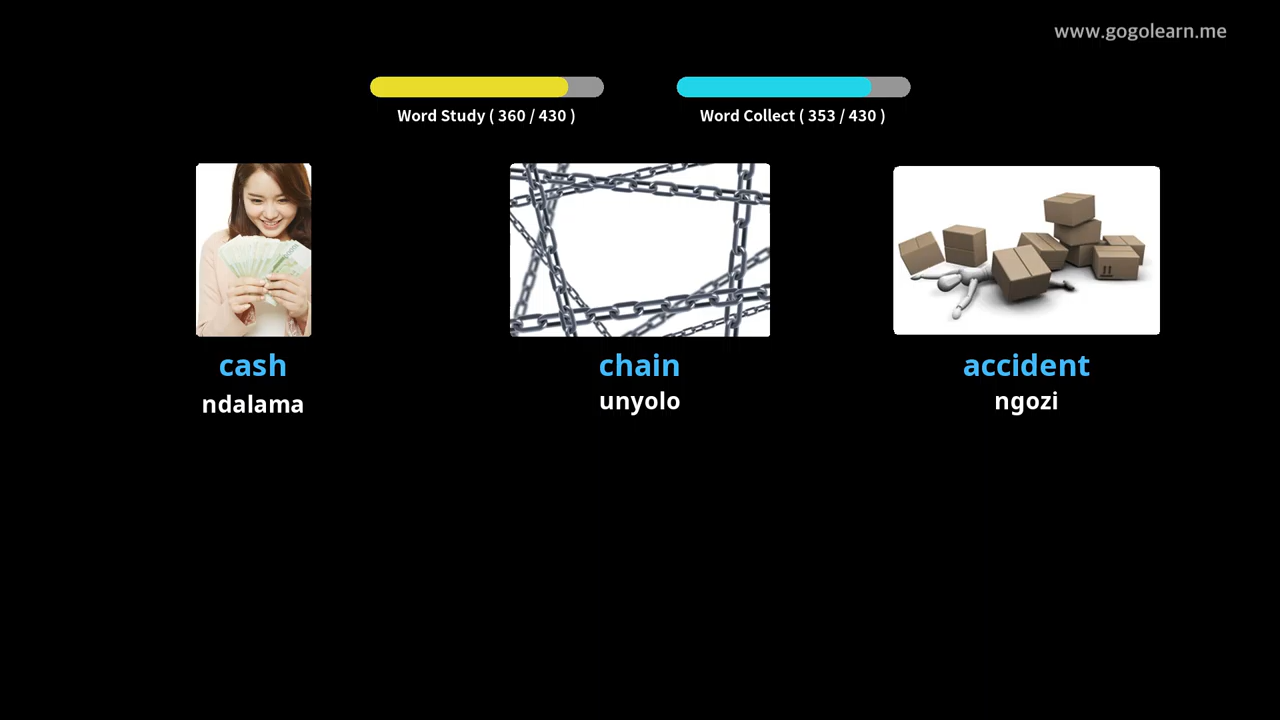 www.gogolearn.me
Word Study ( 360 / 430 )
Word Collect ( 353 / 430 )
cash
ndalama
chain
unyolo
accident
ngozi